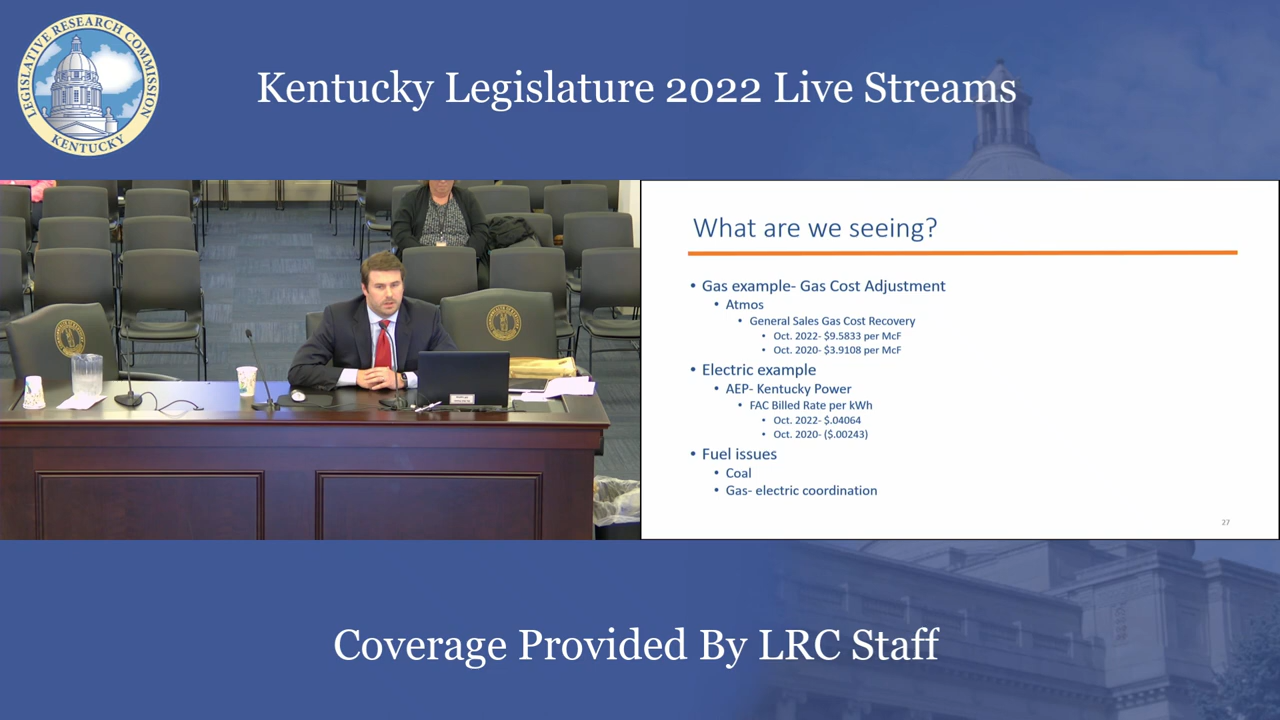 LEGISLATIVE RESEARCH COMMISSION
KENTUCKY
Kentucky Legislature 2022 Live Streams
What are we seeing?
• Gas example- Gas Cost Adjustment
• Atmos
• General Sales Gas Cost Recovery
• Oct. 2022- $9.5833 per McF
• Oct. 2020- $3.9108 per McF
• Electric example
• AEP- Kentucky Power
• FAC Billed Rate per kWh
• Oct. 2022- $.04064
• Oct. 2020- ($.00243)
• Fuel issues
• Coal
• Gas- electric coordination
27
Coverage Provided By LRC Staff